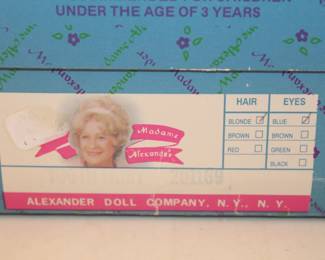 UNDER THE AGE OF 3 YEARS
Madame
Alexander's
HAIR
EYES
BLONDE
BLUE
BROWN
BROWN
RED
GREEN
BLACK
ALEXANDER DOLL COMPANY, N.Y., N.Y.